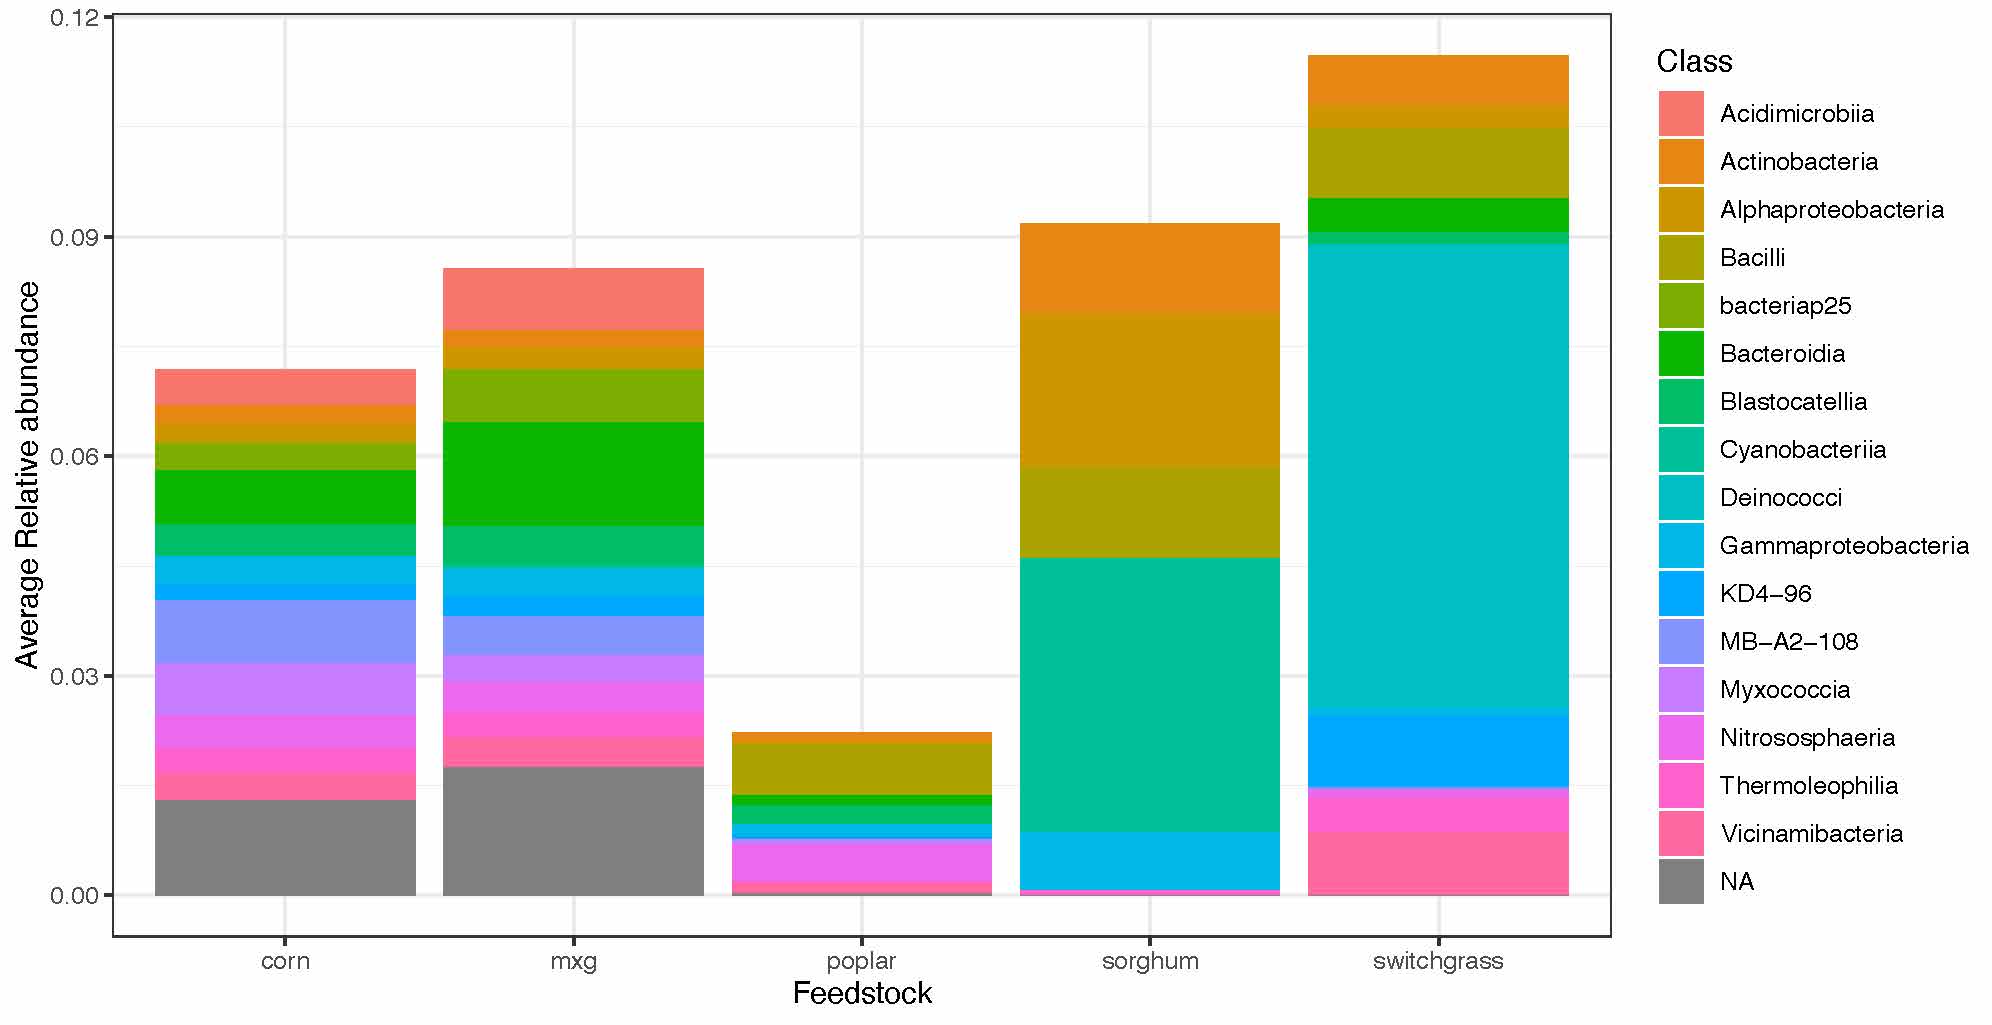 0.12
0.09
0.06
0.03
0.00
Average Relative abundance
corn
mxg
poplar
sorghum
switchgrass
Feedstock
Class
Acidimicrobiia
Actinobacteria
Alphaproteobacteria
Bacilli
bacteriap25
Bacteroidia
Blastocatellia
Cyanobacteriia
Deinococci
Gammaproteobacteria
KD4−96
MB−A2−108
Myxococcia
Nitrososphaeria
Thermoleophilia
Vicinamibacteria
NA